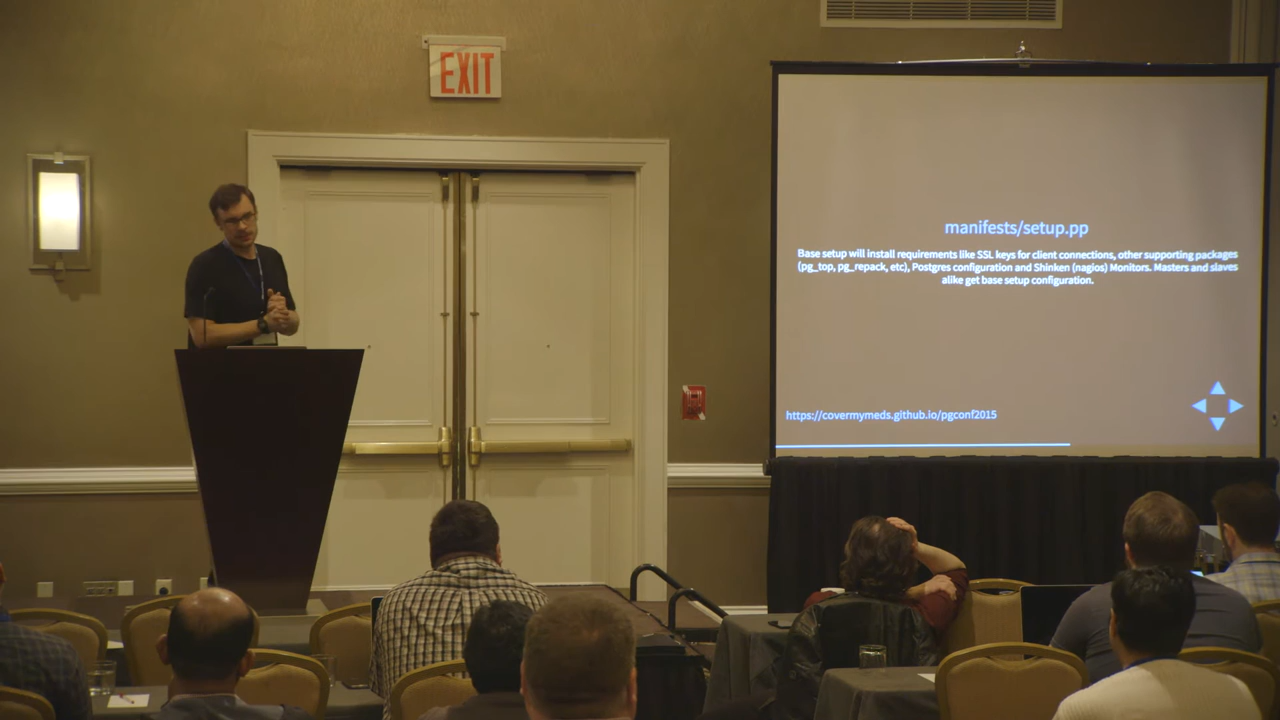 EXIT
manifests/setup.pp
Base setup will install requirements like SSL keys for client connections, other supporting packages
(pg_top, pg_repack, etc), Postgres configuration and Shinken (nagios) Monitors. Masters and slaves
alike get base setup configuration.
https://covermymeds.github.io/pgconf2015